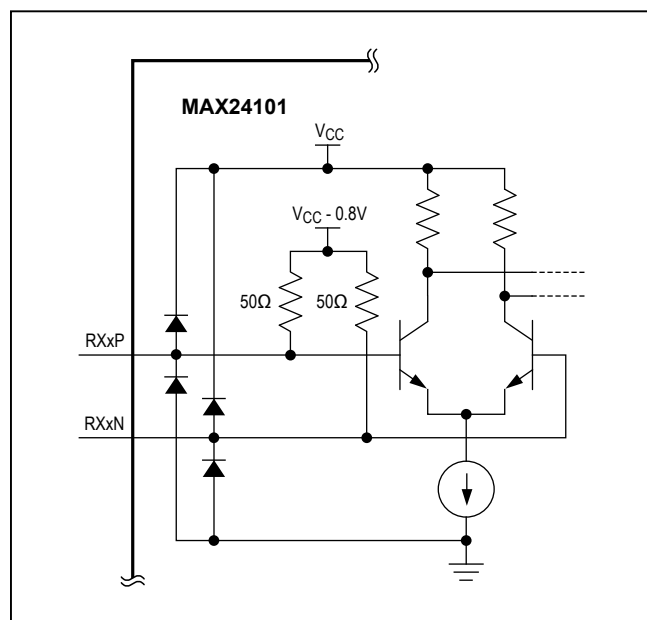 MAX24101
VCC
VCC - 0.8V
50Ω 50Ω
RXxP
RXxN